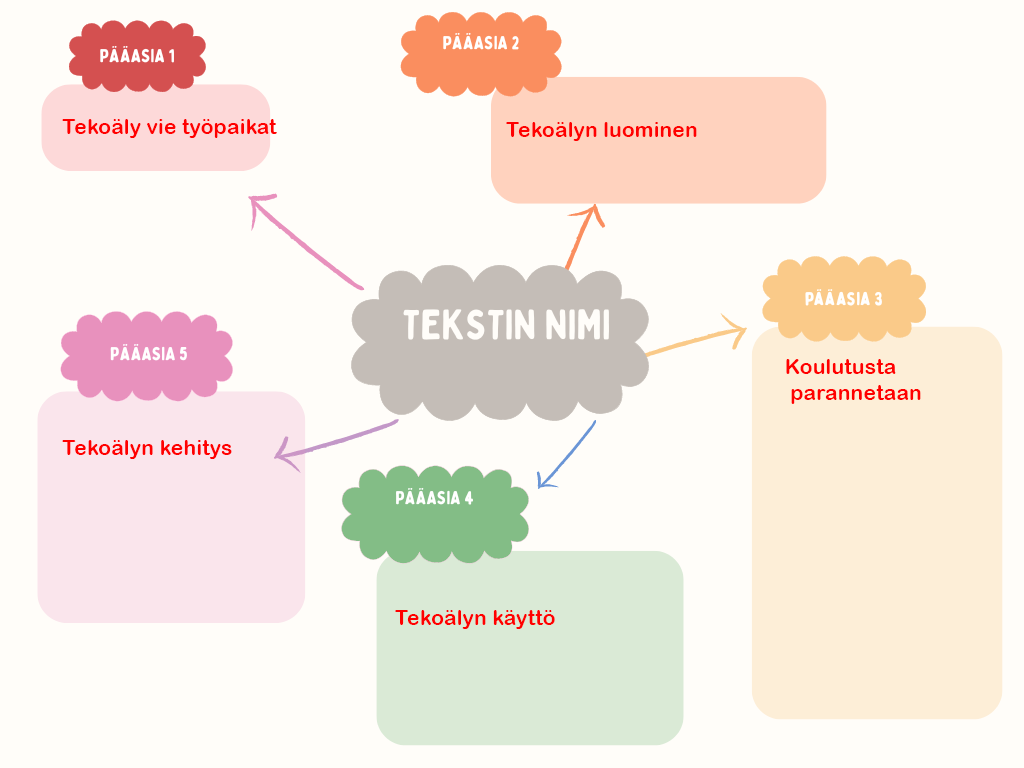 PÄÄASIA 1
Tekoäly vie työpaikat
PÄÄASIA 2
Tekoälyn luominen
TEKSTIN NIMI
PÄÄASIA 3
Koulutusta
parannetaan
PÄÄASIA 5
Tekoälyn kehitys
PÄÄASIA 4
Tekoälyn käyttö